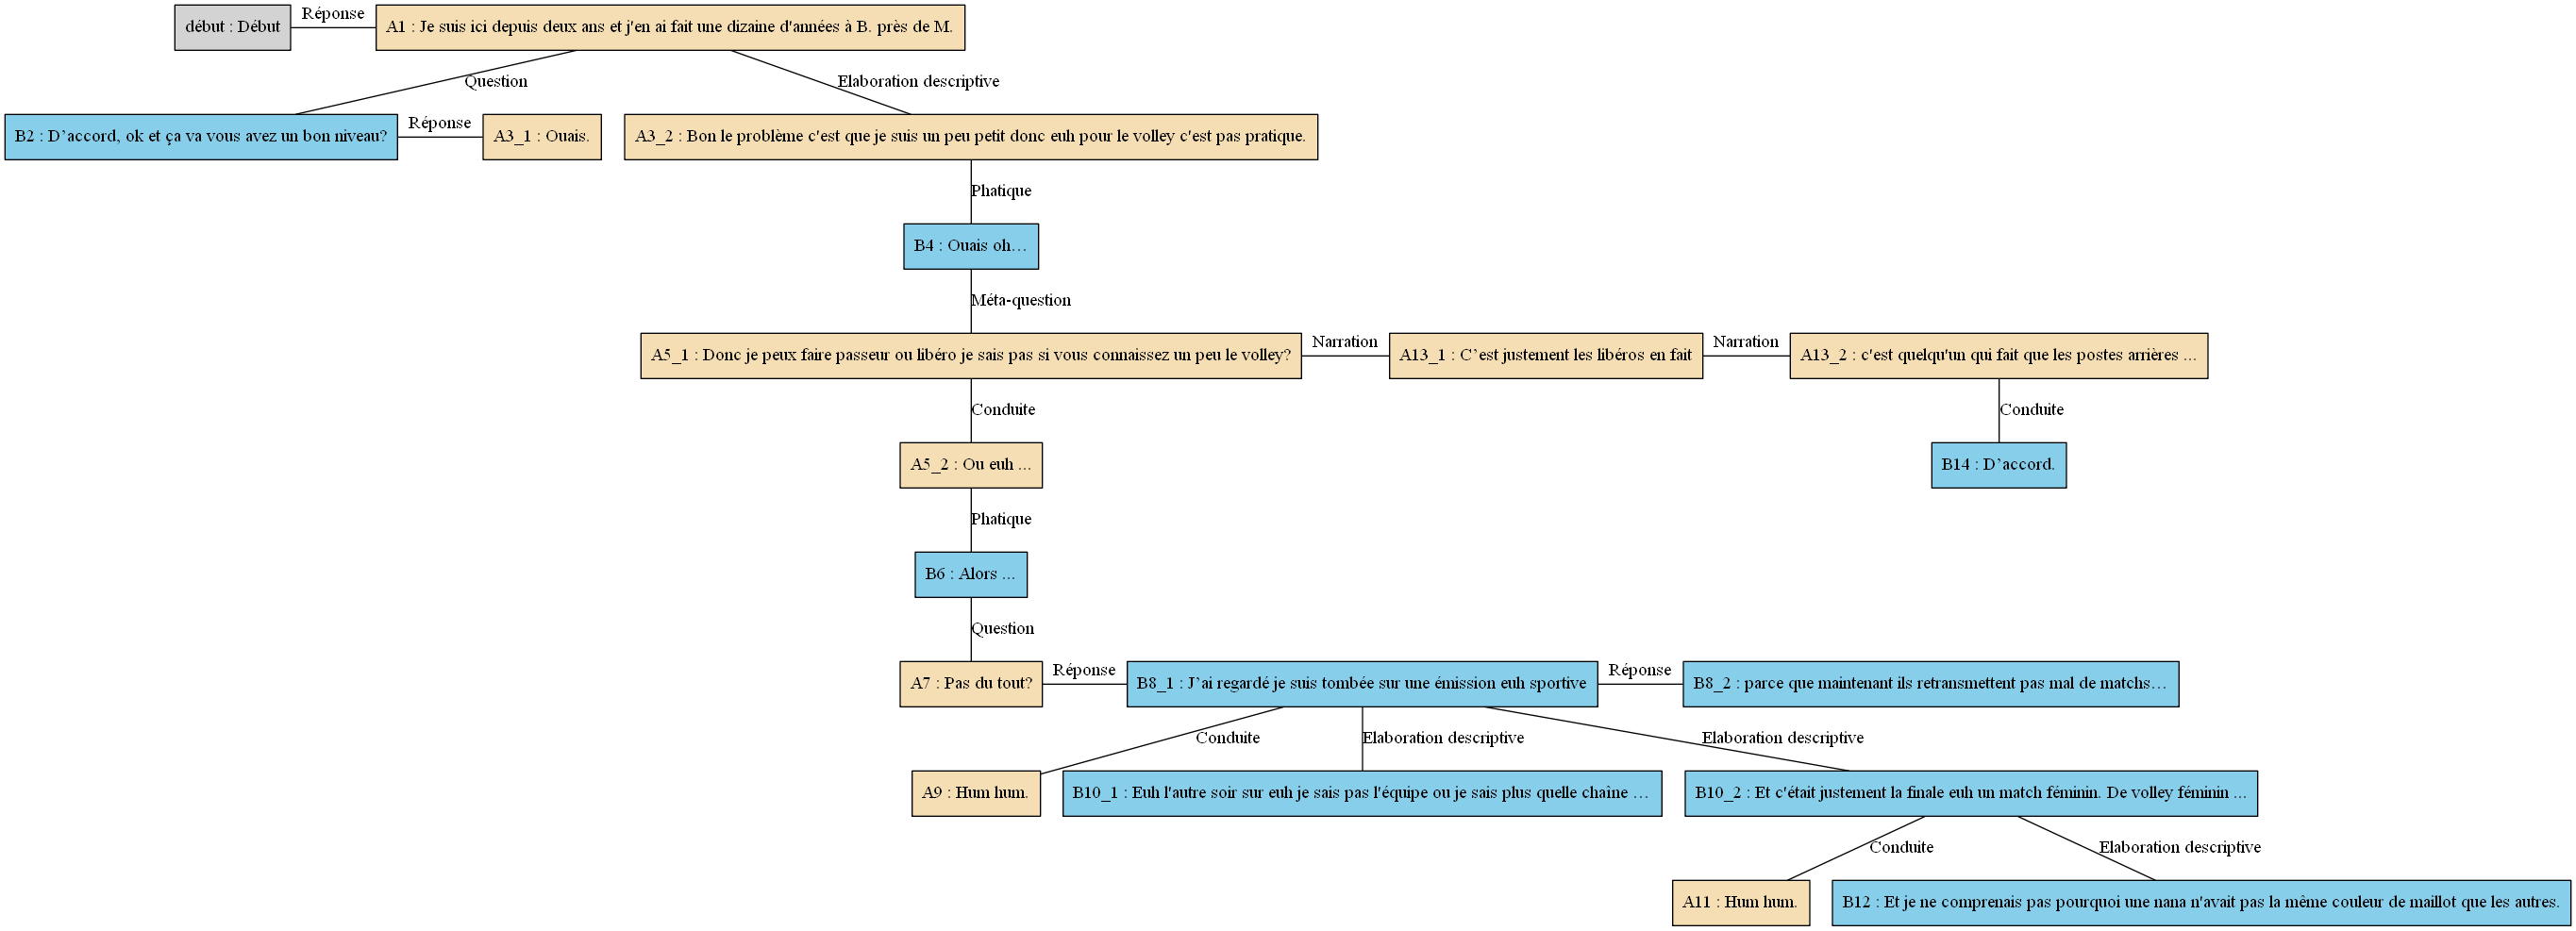 début : Début
Réponse
A1 : Je suis ici depuis deux ans et j'en ai fait une dizaine d'années à B. près de M.
Question
Elaboration descriptive
B2 : D’accord, ok et ça va vous avez un bon niveau?
Réponse
A3_1 : Ouais.
A3_2 : Bon le problème c'est que je suis un peu petit donc euh pour le volley c'est pas pratique.
Phatique
B4 : Ouais oh…
Méta-question
A5_1 : Donc je peux faire passeur ou libéro je sais pas si vous connaissez un peu le volley?
Narration
A13_1 : C’est justement les libéros en fait
Narration
A13_2 : c'est quelqu'un qui fait que les postes arrières ...
Conduite
Conduite
A5_2 : Ou euh ...
B14 : D’accord.
Phatique
B6 : Alors ...
Question
A7 : Pas du tout?
Réponse
B8_1 : J’ai regardé je suis tombée sur une émission euh sportive
Réponse
B8_2 : parce que maintenant ils retransmettent pas mal de matchs…
Conduite
Elaboration descriptive
Elaboration descriptive
A9 : Hum hum.
B10_1 : Euh l'autre soir sur euh je sais pas l'équipe ou je sais plus quelle chaîne …
B10_2 : Et c'était justement la finale euh un match féminin. De volley féminin ...
Conduite
Elaboration descriptive
A11 : Hum hum.
B12 : Et je ne comprenais pas pourquoi une nana n'avait pas la même couleur de maillot que les autres.